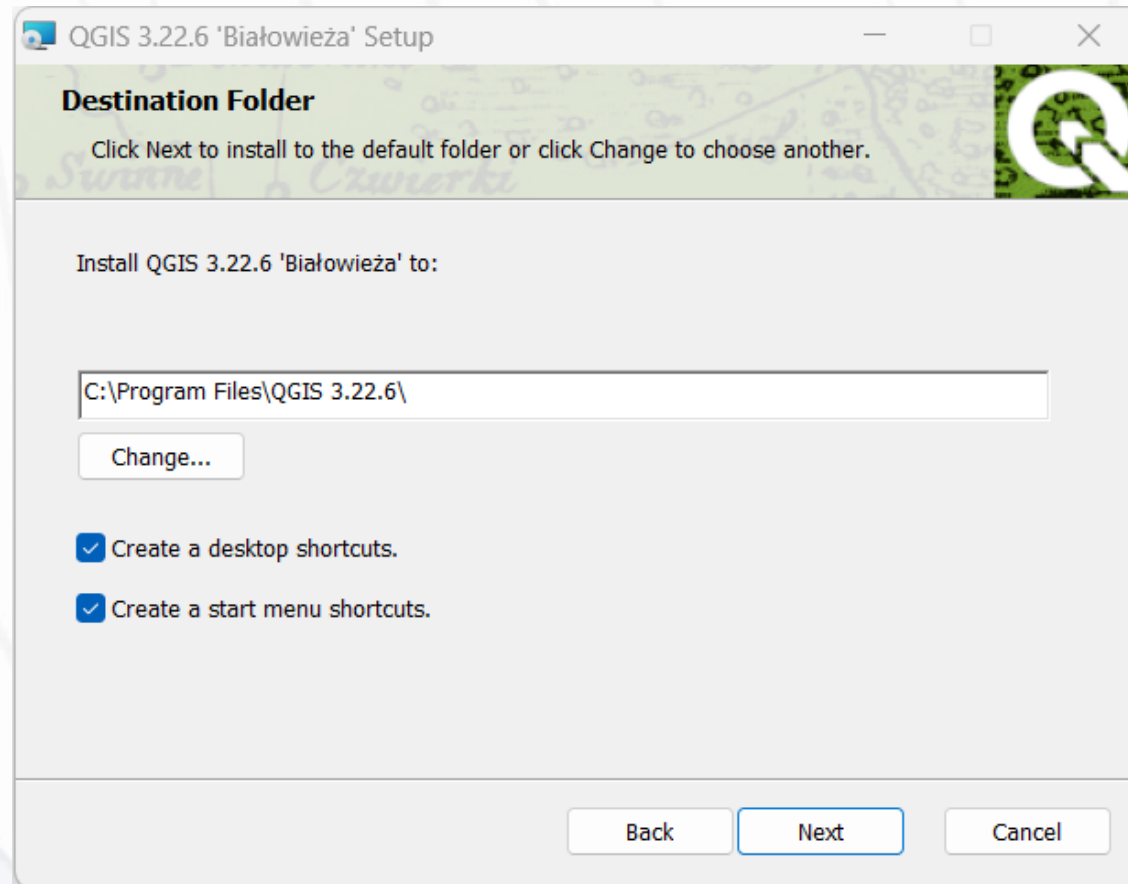 QGIS 3.22.6 'Białowieża' Setup
Destination Folder
Click Next to install to the default folder or click Change to choose another.
Swinne Czwierki
Install QGIS 3.22.6 'Białowieża' to:
C:\Program Files\QGIS 3.22.6\
Change...
Create a desktop shortcuts.
Create a start menu shortcuts.
Back Next Cancel